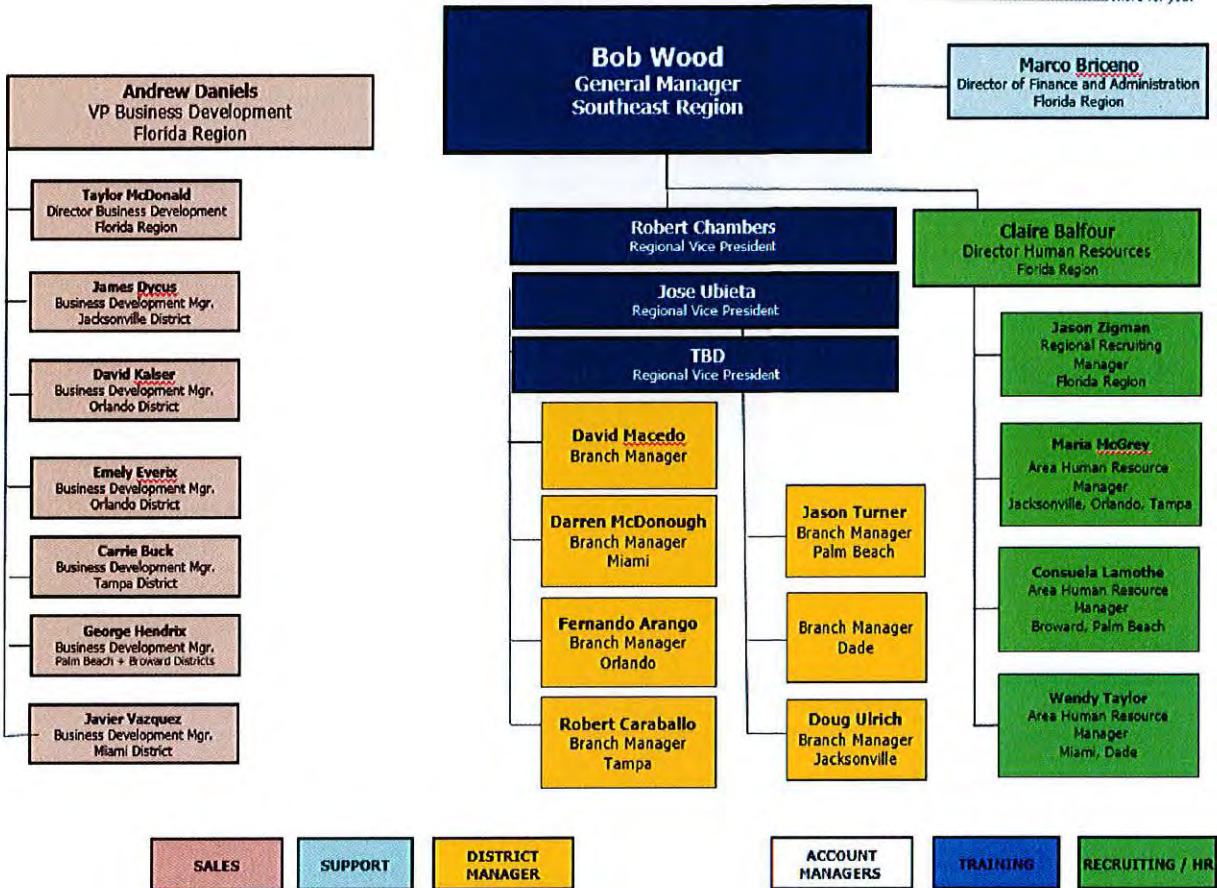 there for you.
Bob Wood
General Manager
Southeast Region
Marco Briceno
Director of Finance and Administration
Florida Region
Andrew Daniels
VP Business Development
Florida Region
Taylor McDonald
Director Business Development
Florida Region
James Dycus
Business Development Mgr.
Jacksonville District
David Kalser
Business Development Mgr.
Orlando District
Emely Everix
Business Development Mgr.
Orlando District
Carrie Buck
Business Development Mgr.
Tampa District
George Hendrix
Business Development Mgr.
Palm Beach + Broward Districts
Javier Vazquez
Business Development Mgr.
Miami District
Robert Chambers
Regional Vice President
Jose Ubieta
Regional Vice President
TBD
Regional Vice President
David Macedo
Branch Manager
Darren McDonough
Branch Manager
Miami
Fernando Arango
Branch Manager
Orlando
Robert Caraballo
Branch Manager
Tampa
Jason Turner
Branch Manager
Palm Beach
Branch Manager
Dade
Doug Ulrich
Branch Manager
Jacksonville
Claire Balfour
Director Human Resources
Florida Region
Jason Zigman
Regional Recruiting
Manager
Florida Region
Maria McGrey
Area Human Resource
Manager
Jacksonville, Orlando, Tampa
Consuela Lamothe
Area Human Resource
Manager
Broward, Palm Beach
Wendy Taylor
Area Human Resource
Manager
Miami, Dade
SALES
SUPPORT
DISTRICT
MANAGER
ACCOUNT
MANAGERS
TRAINING
RECRUITING / HR